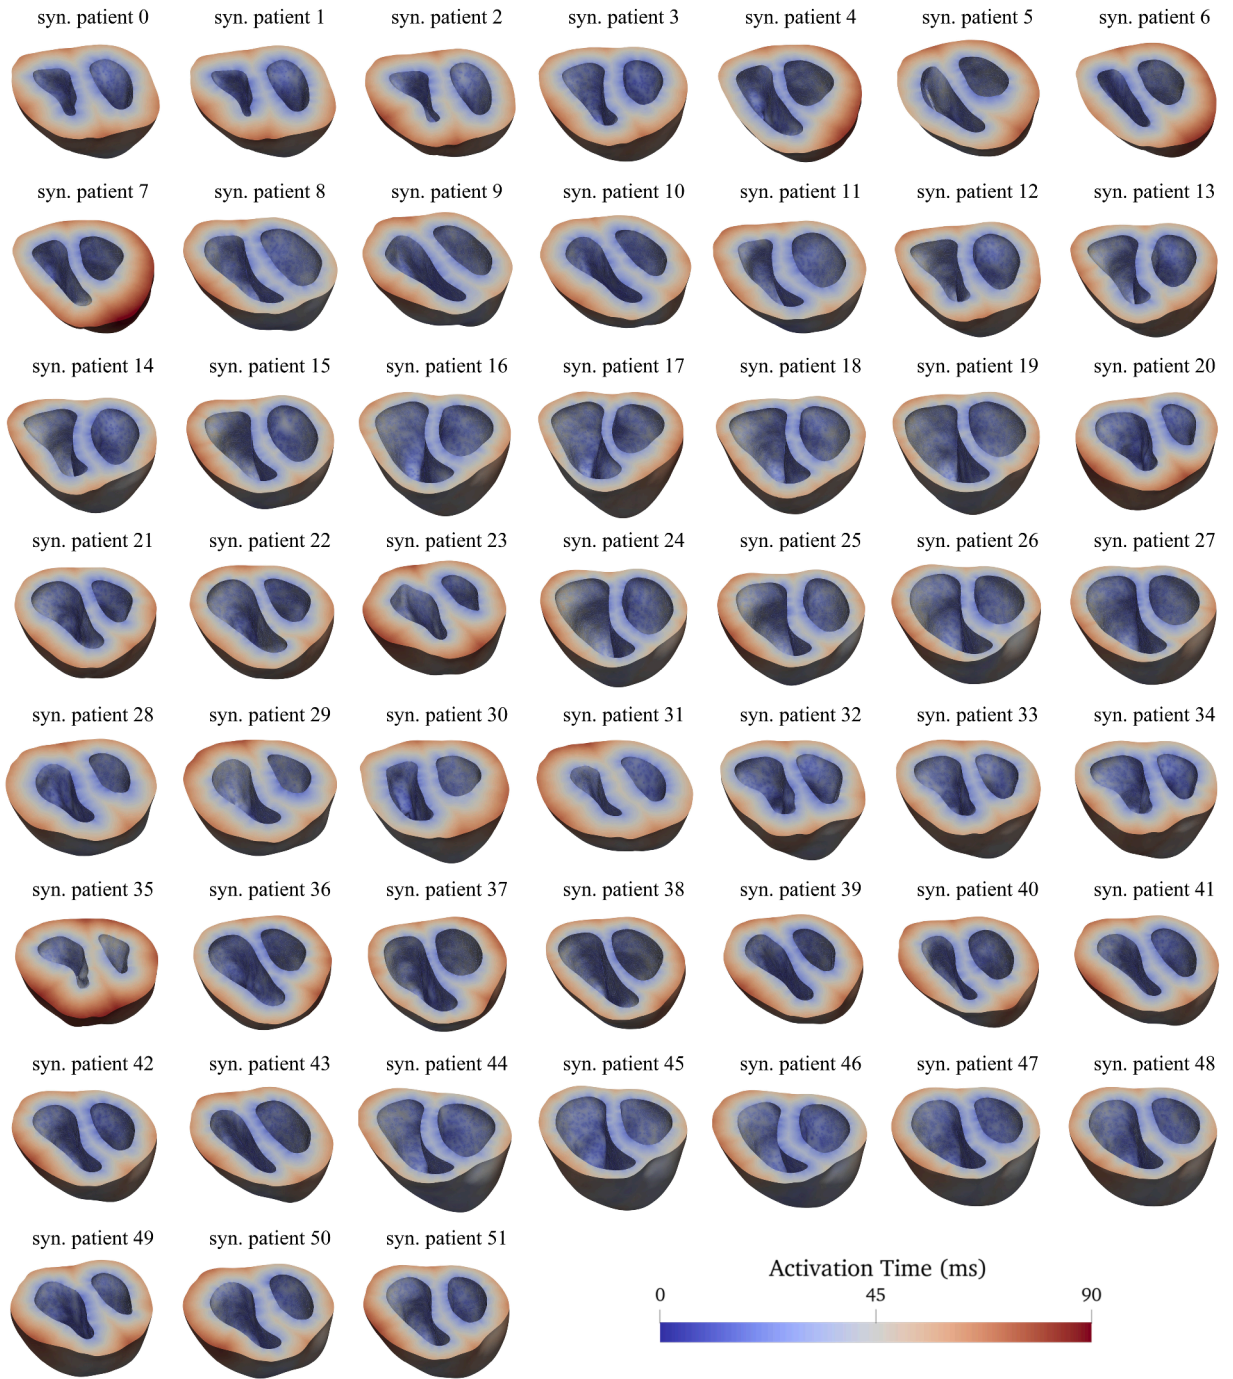 syn. patient 0 syn. patient 1 syn. patient 2 syn. patient 3 syn. patient 4 syn. patient 5 syn. patient 6
syn. patient 7 syn. patient 8 syn. patient 9 syn. patient 10 syn. patient 11 syn. patient 12 syn. patient 13
syn. patient 14 syn. patient 15 syn. patient 16 syn. patient 17 syn. patient 18 syn. patient 19 syn. patient 20
syn. patient 21 syn. patient 22 syn. patient 23 syn. patient 24 syn. patient 25 syn. patient 26 syn. patient 27
syn. patient 28 syn. patient 29 syn. patient 30 syn. patient 31 syn. patient 32 syn. patient 33 syn. patient 34
syn. patient 35 syn. patient 36 syn. patient 37 syn. patient 38 syn. patient 39 syn. patient 40 syn. patient 41
syn. patient 42 syn. patient 43 syn. patient 44 syn. patient 45 syn. patient 46 syn. patient 47 syn. patient 48
syn. patient 49 syn. patient 50 syn. patient 51
Activation Time (ms)
0 45 90